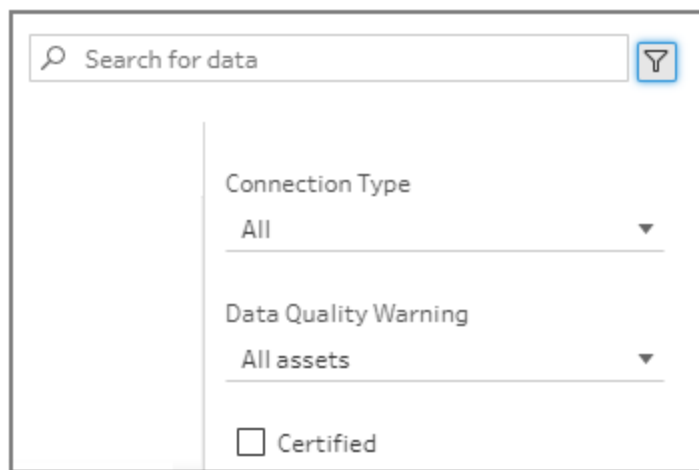 Search for data
Connection Type
All
Data Quality Warning
All assets
Certified